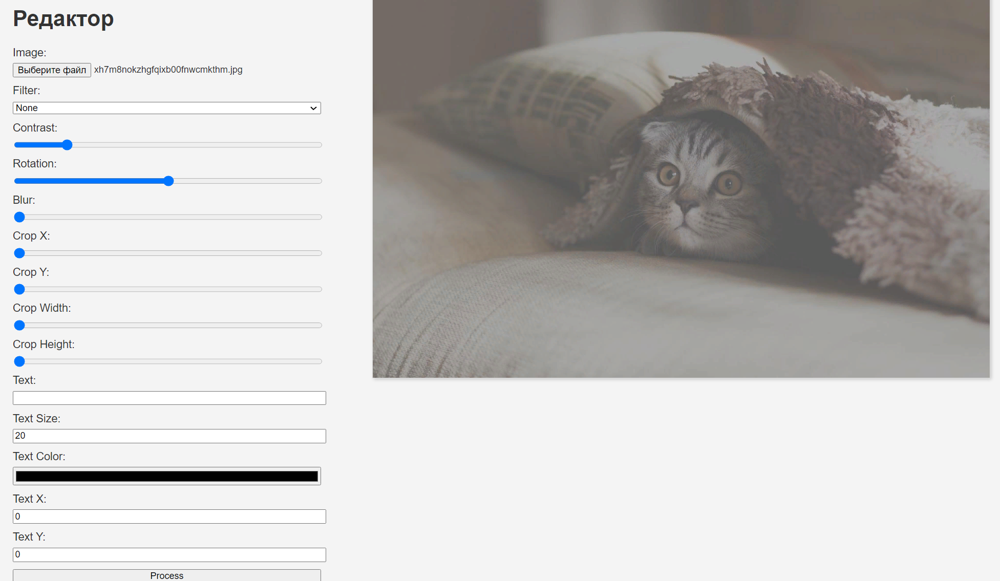 Редактор
Image:
Выберите файл xh7m8nokzhgfqixb00fnwcmkthm.jpg
Filter:
None
Contrast:
Rotation:
Blur:
Crop X:
Crop Y:
Crop Width:
Crop Height:
Text:
Text Size:
20
Text Color:
Text X:
0
Text Y:
0
Process